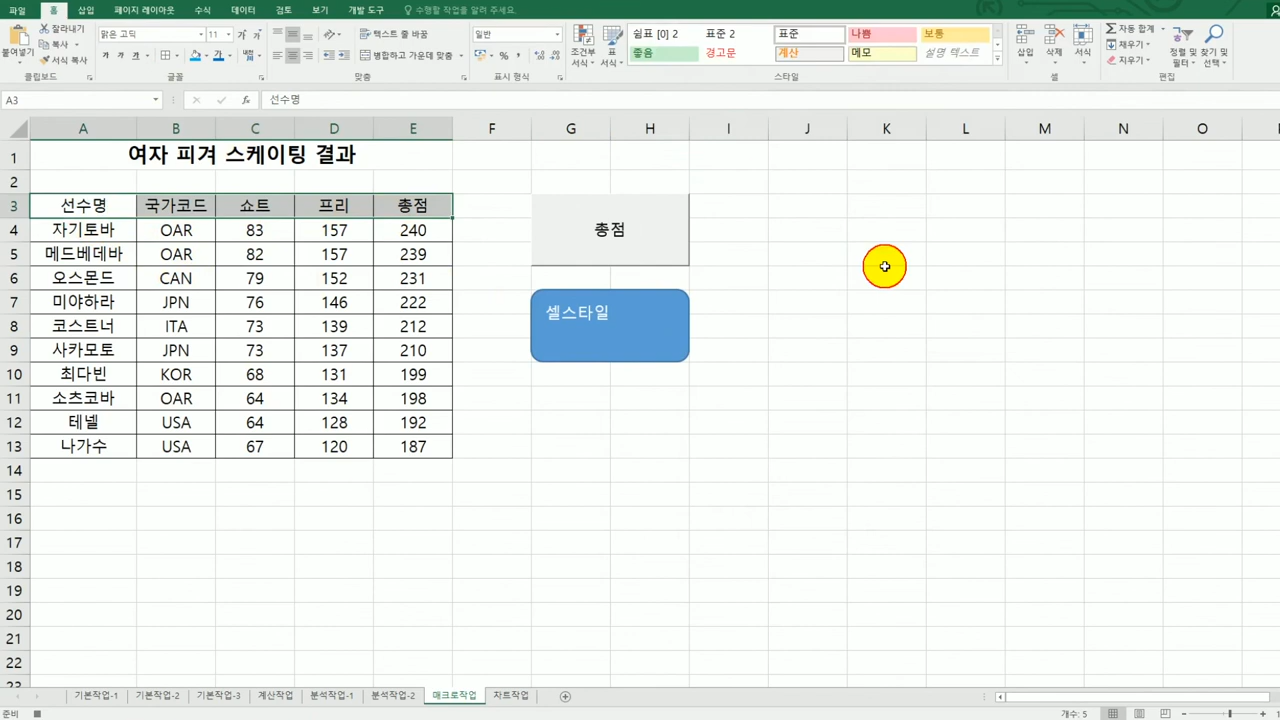 파일 홈 삽입 페이지 레이아웃 수식 데이터 검토 보기 개발 도구 수행할 작업을 알려 주세요.
잘라내기 맑은 고딕 11 가 가 텍스트 줄 바꿈 일반 쉼표 [0] 2 표준 2 표준 나쁨 보통 자동 합계
붙여넣기 복사 조건부 서식 표 서식 삽입 삭제 서식 채우기 정렬 및 필터 찾기 및 선택
서식 복사 가 가 가 병합하고 가운데 맞춤 % 좋음 경고문 계산 메모 설명 텍스트 지우기
클립보드 글꼴 맞춤 표시 형식 스타일 셀 편집
A3 fx 선수명
A B C D E F G H I J K L M N O
1 여자 피겨 스케이팅 결과
2
3 선수명 국가코드 쇼트 프리 총점
4 자기토바 OAR 83 157 240 총점
5 메드베데바 OAR 82 157 239
6 오스몬드 CAN 79 152 231
7 미야하라 JPN 76 146 222 셀스타일
8 코스트너 ITA 73 139 212
9 사카모토 JPN 73 137 210
10 최다빈 KOR 68 131 199
11 소츠코바 OAR 64 134 198
12 테넬 USA 64 128 192
13 나가수 USA 67 120 187
14
15
16
17
18
19
20
21
22
23
기본작업-1 기본작업-2 기본작업-3 계산작업 분석작업-1 분석작업-2 매크로작업 차트작업
준비 개수: 5